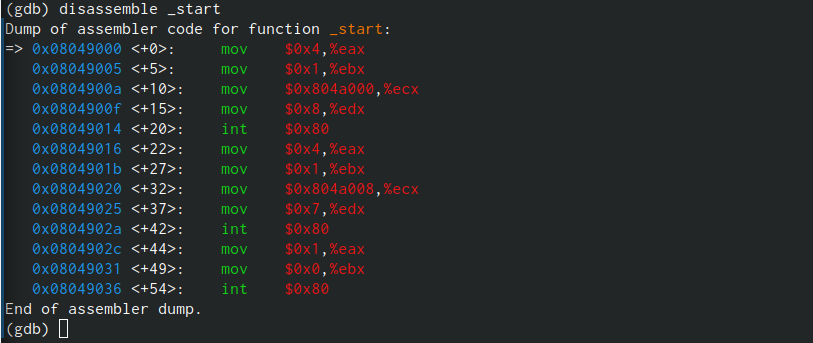 (gdb) disassemble _start
Dump of assembler code for function _start:
=> 0x08049000 <+0>:     mov    $0x4,%eax
   0x08049005 <+5>:     mov    $0x1,%ebx
   0x0804900a <+10>:    mov    $0x804a000,%ecx
   0x0804900f <+15>:    mov    $0x8,%edx
   0x08049014 <+20>:    int    $0x80
   0x08049016 <+22>:    mov    $0x4,%eax
   0x0804901b <+27>:    mov    $0x1,%ebx
   0x08049020 <+32>:    mov    $0x804a008,%ecx
   0x08049025 <+37>:    mov    $0x7,%edx
   0x0804902a <+42>:    int    $0x80
   0x0804902c <+44>:    mov    $0x1,%eax
   0x08049031 <+49>:    mov    $0x0,%ebx
   0x08049036 <+54>:    int    $0x80
End of assembler dump.
(gdb)